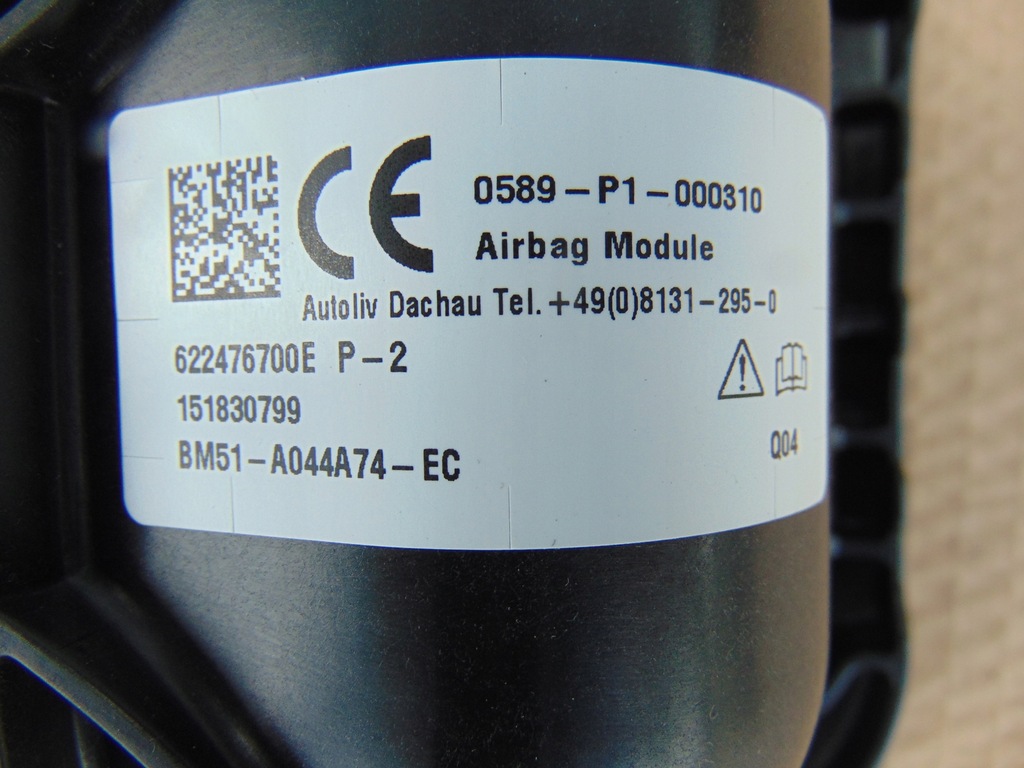 CE 0589-P1-000310
Airbag Module
Autoliv Dachau Tel. +49(0)8131-295-0
622476700E P-2
151830799
BM51-A044A74-EC
Q04